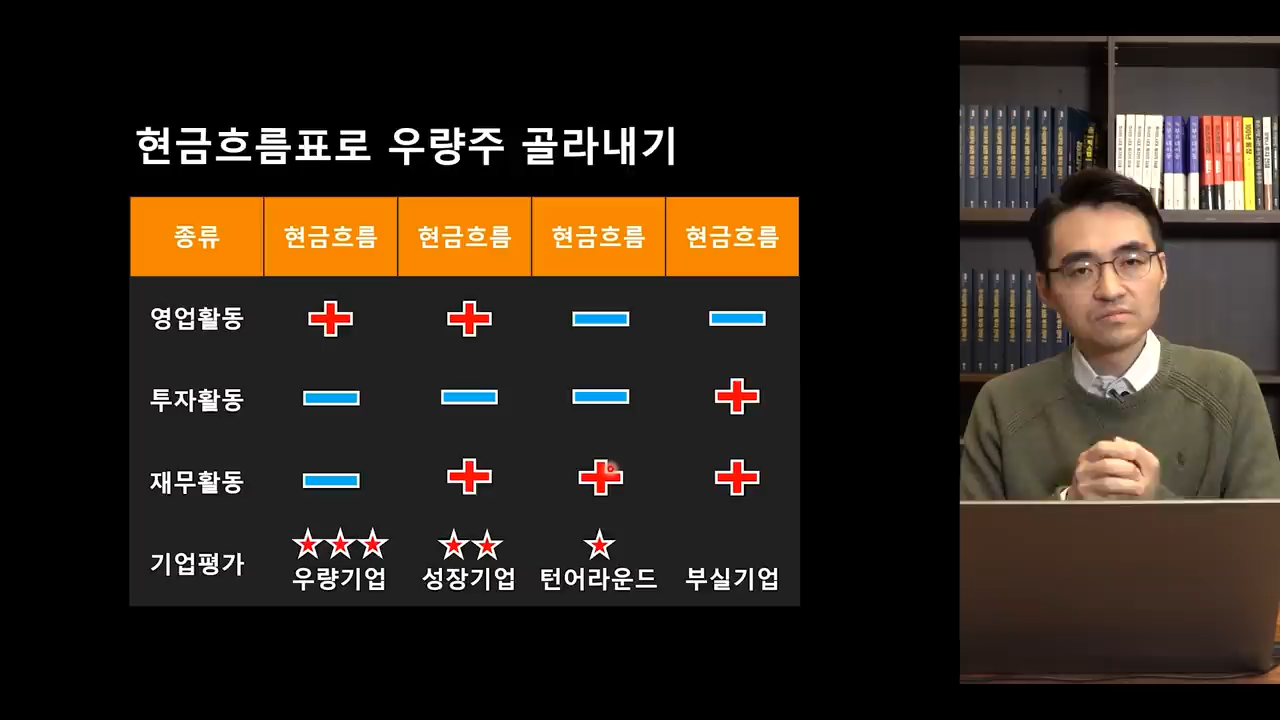 현금흐름표로 우량주 골라내기
종류 현금흐름 현금흐름 현금흐름 현금흐름
영업활동
투자활동
재무활동
기업평가 우량기업 성장기업 턴어라운드 부실기업